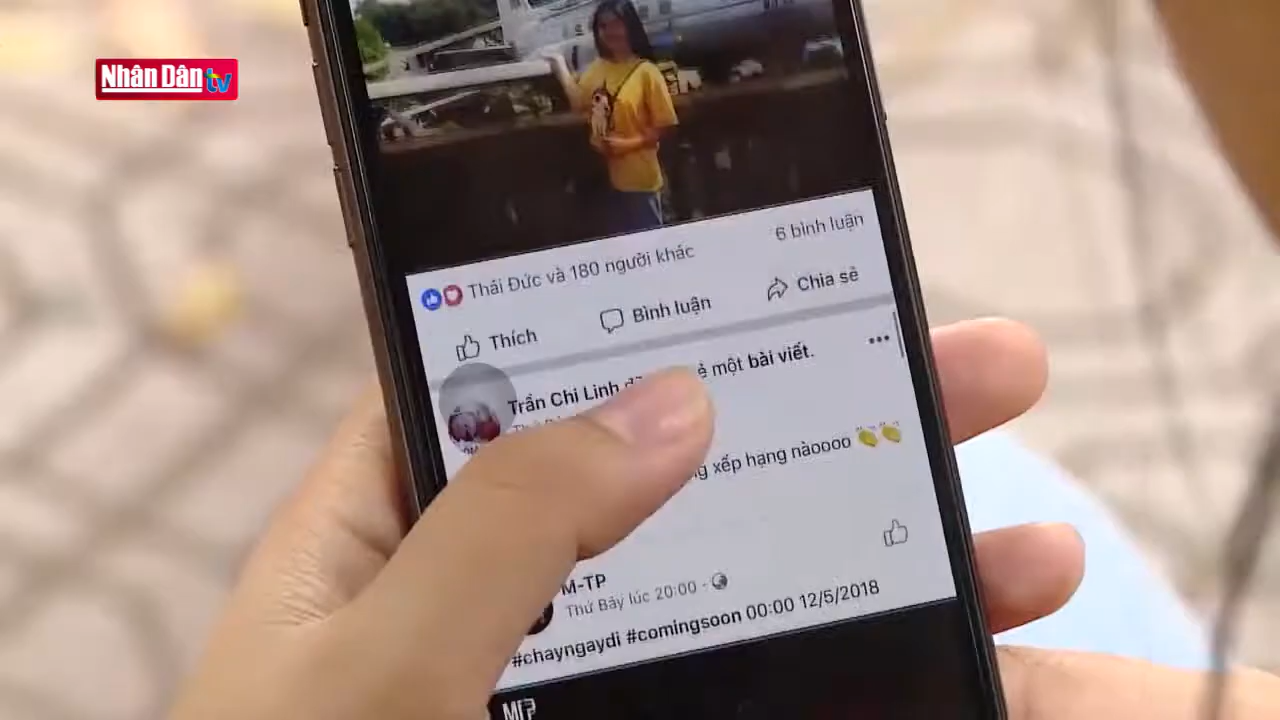 Nhân Dân tv
6 bình luận
Thái Đức và 180 người khác
Thích
Bình luận
Chia sẻ
Trần Chi Linh một bài viết.
xếp hạng nàoooo
M-TP
Thứ Bảy lúc 20:00
#chayngaydi #comingsoon 00:00 12/5/2018